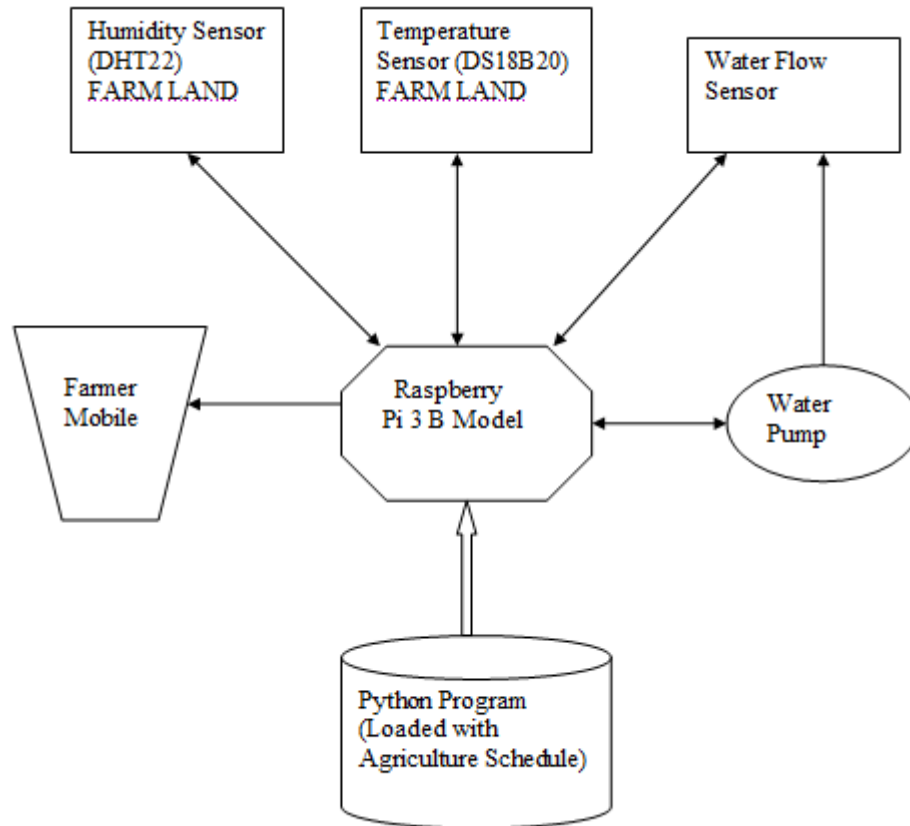 Humidity Sensor
(DHT22)
FARM LAND
Temperature
Sensor (DS18B20)
FARM LAND
Water Flow
Sensor
Farmer
Mobile
Raspberry
Pi 3 B Model
Water
Pump
Python Program
(Loaded with
Agriculture Schedule)